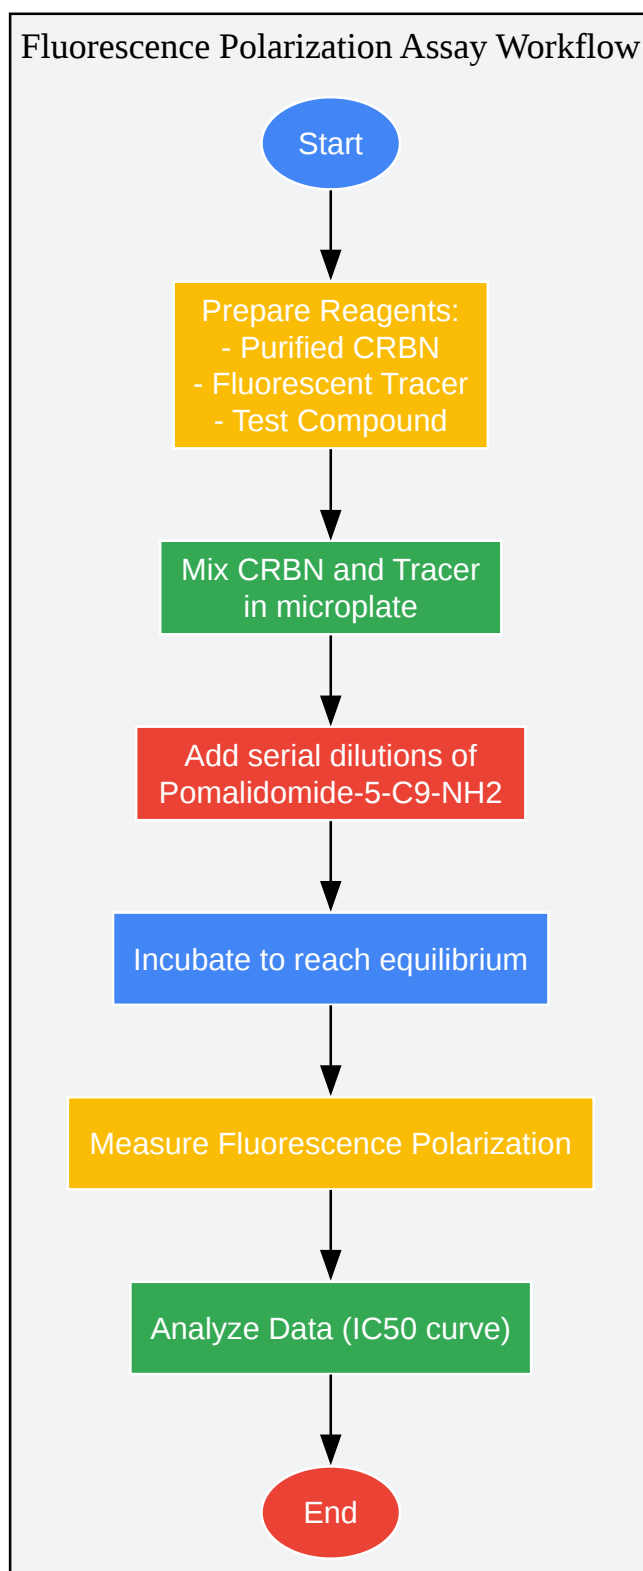 Fluorescence Polarization Assay Workflow
Start
Prepare Reagents:
- Purified CRBN
- Fluorescent Tracer
- Test Compound
Mix CRBN and Tracer
in microplate
Add serial dilutions of
Pomalidomide-5-C9-NH2
Incubate to reach equilibrium
Measure Fluorescence Polarization
Analyze Data (IC50 curve)
End